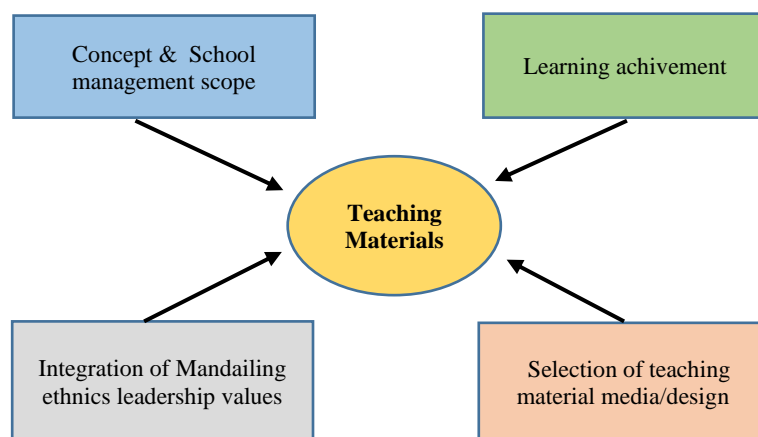 Concept & School
management scope
Learning achivement
Teaching
Materials
Integration of Mandailing
ethnics leadership values
Selection of teaching
material media/design